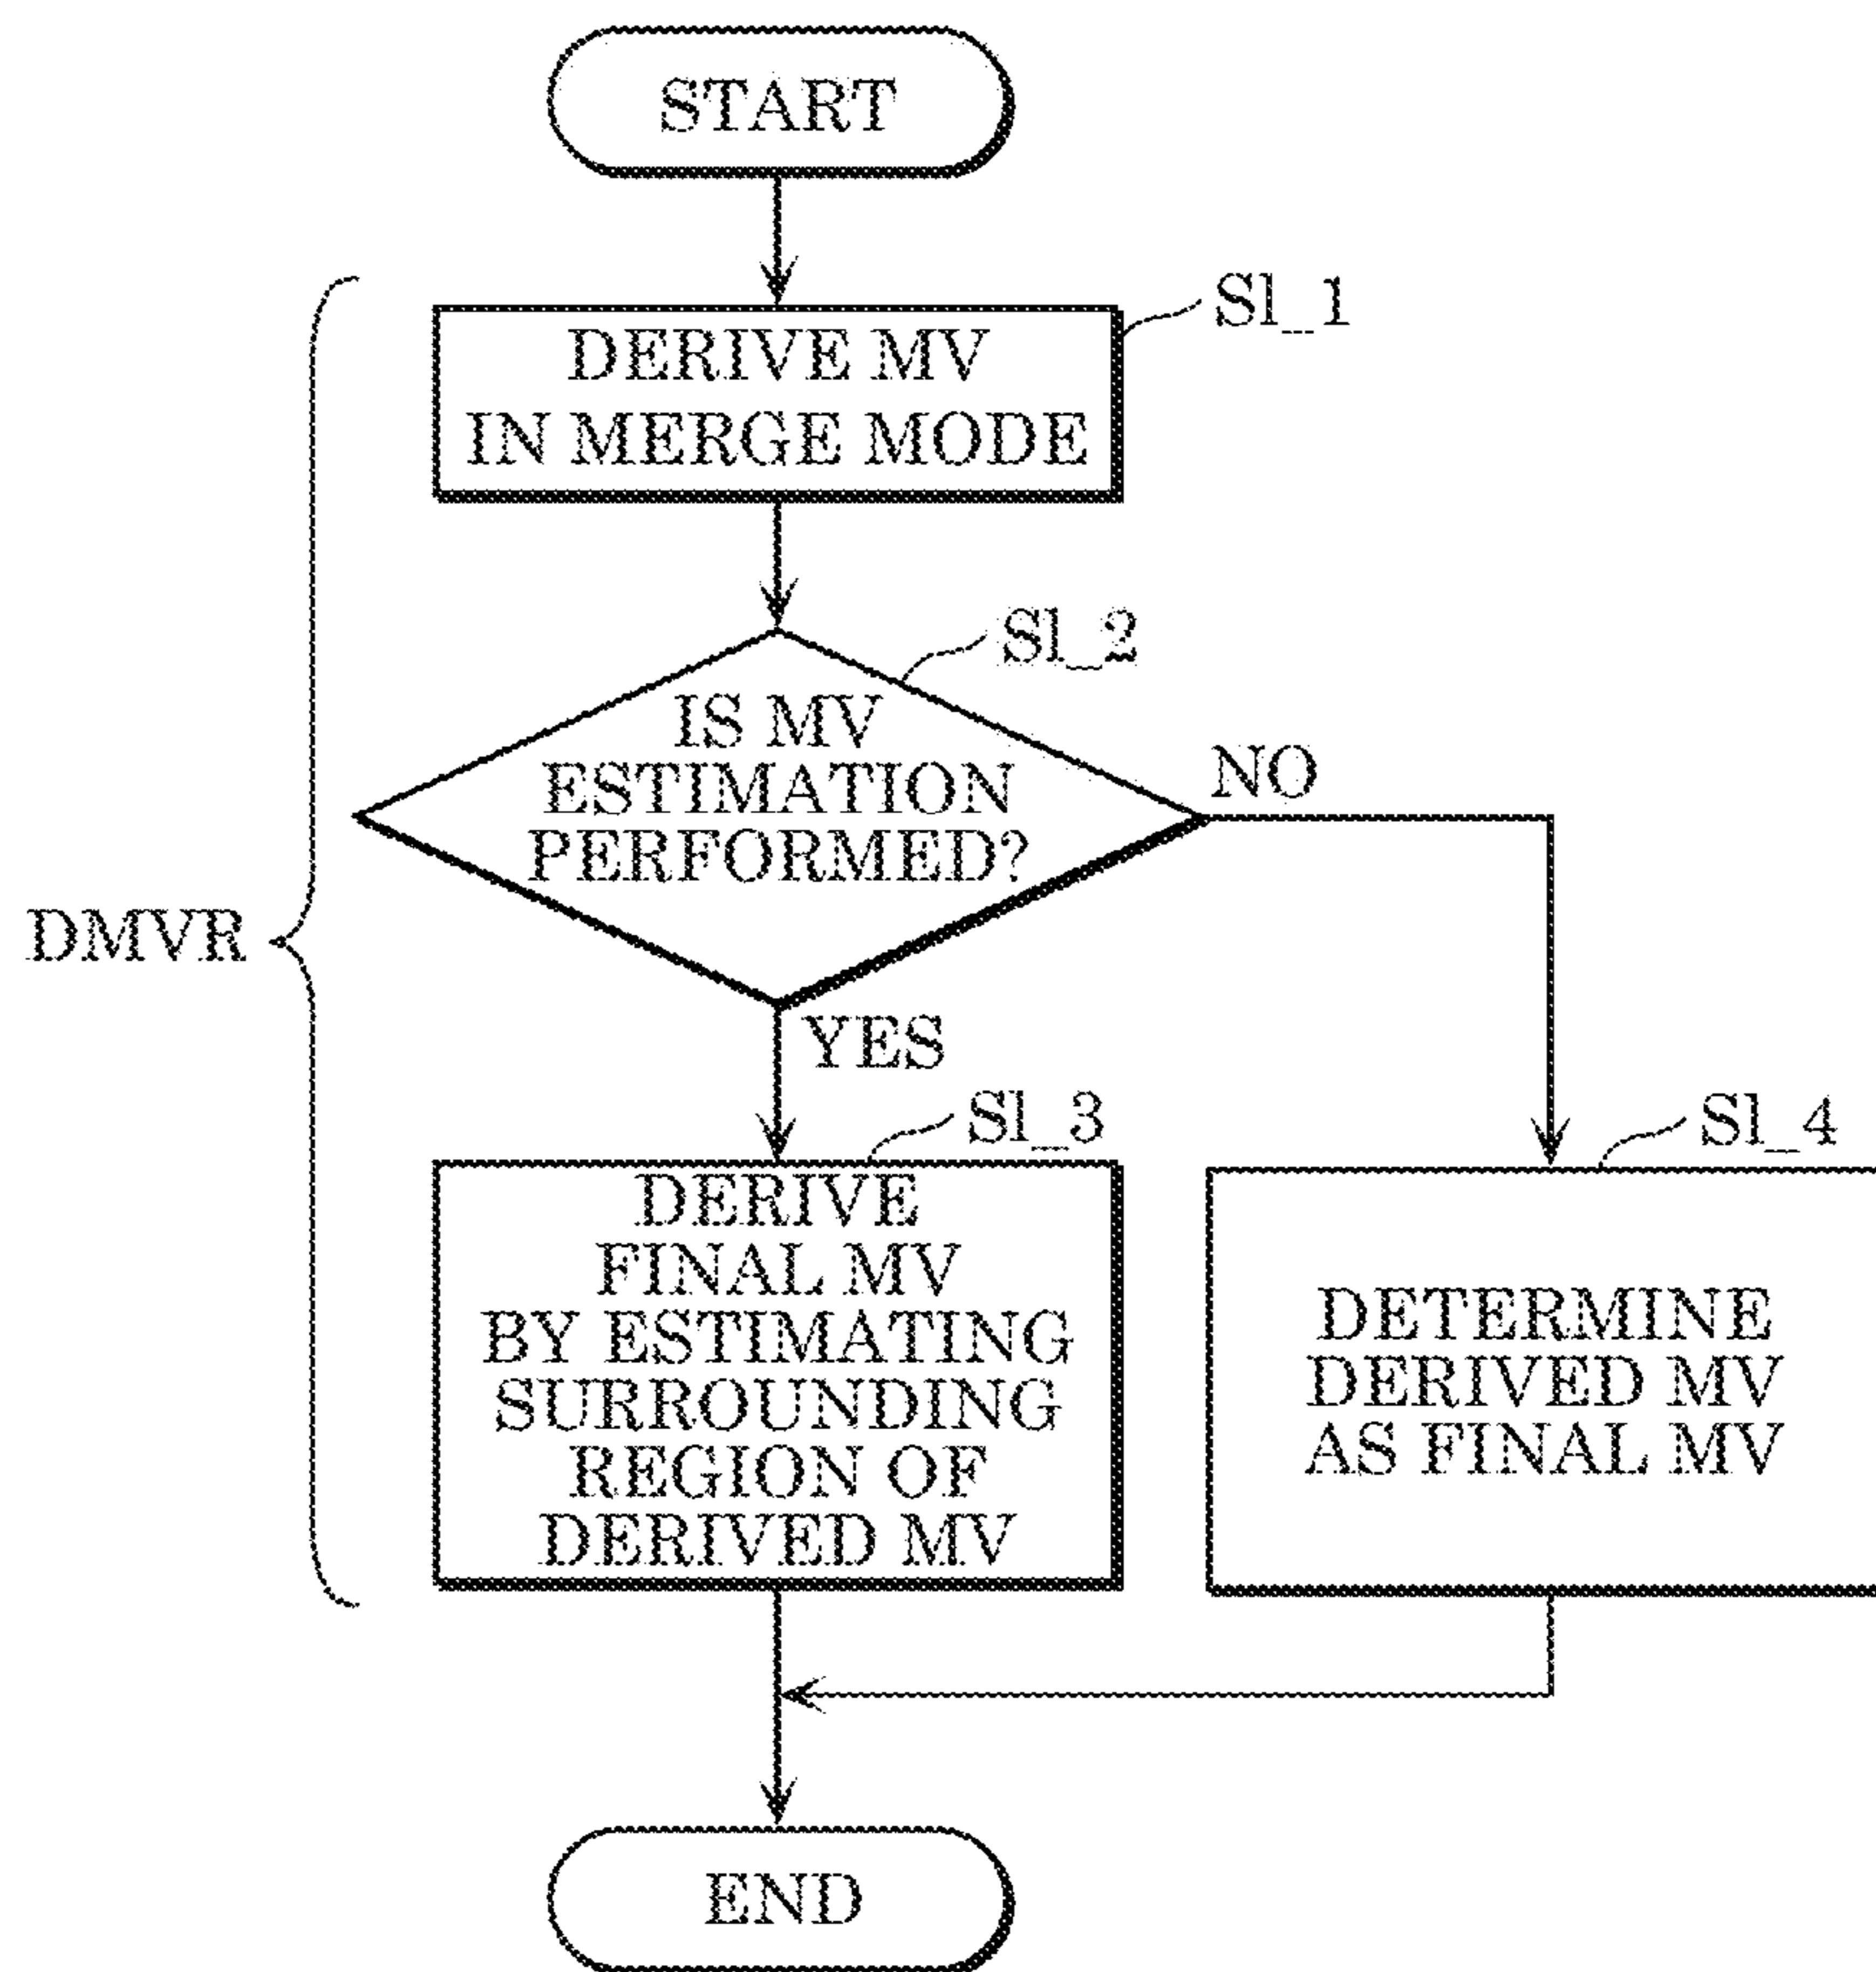 START
Sl_1
DERIVE MV
IN MERGE MODE
Sl_2
IS MV
ESTIMATION
PERFORMED?
NO
DMVR
YES
Sl_3
DERIVE
FINAL MV
BY ESTIMATING
SURROUNDING
REGION OF
DERIVED MV
Sl_4
DETERMINE
DERIVED MV
AS FINAL MV
END